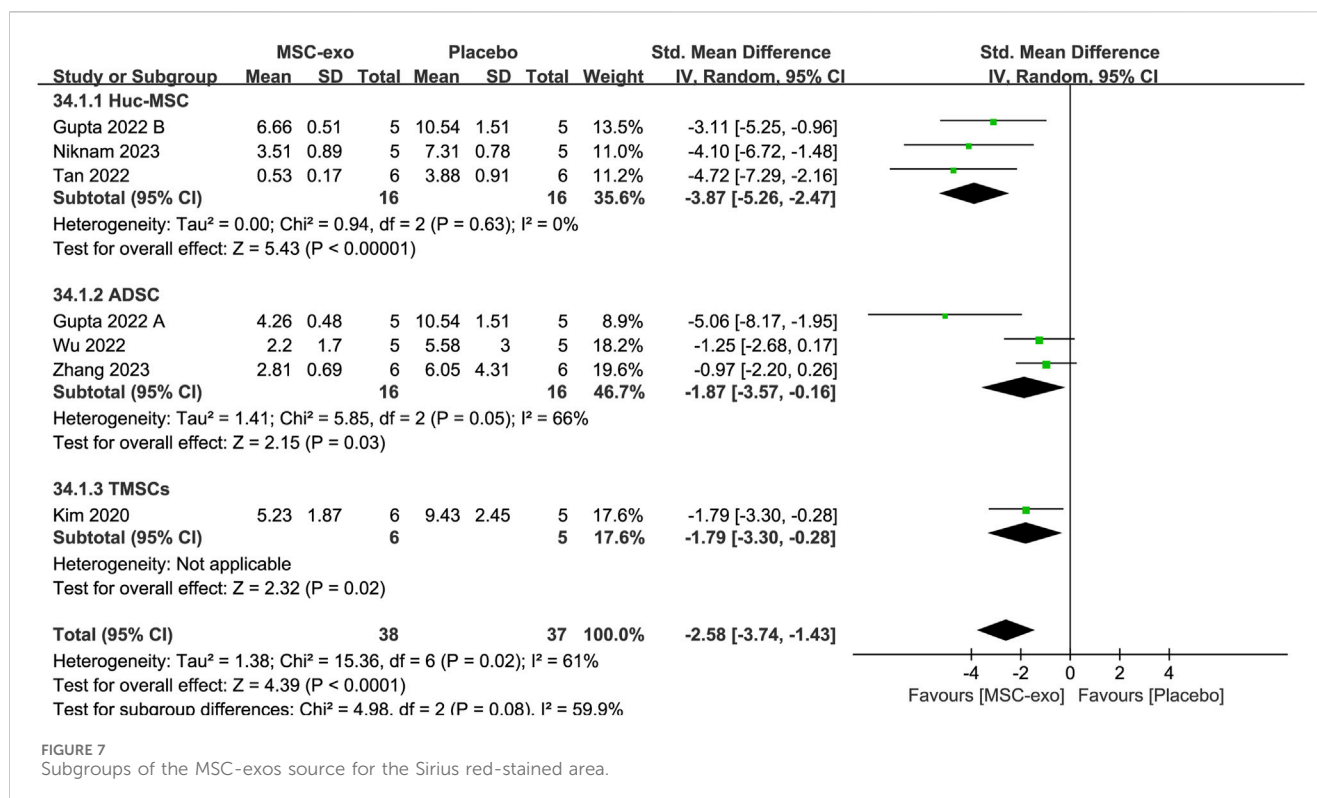 MSC-exo Placebo Std. Mean Difference Std. Mean Difference
Study or Subgroup Mean SD Total Mean SD Total Weight IV, Random, 95% CI IV, Random, 95% CI
34.1.1 Huc-MSC
Gupta 2022 B 6.66 0.51 5 10.54 1.51 5 13.5% -3.11 [-5.25, -0.96]
Niknam 2023 3.51 0.89 5 7.31 0.78 5 11.0% -4.10 [-6.72, -1.48]
Tan 2022 0.53 0.17 6 3.88 0.91 6 11.2% -4.72 [-7.29, -2.16]
Subtotal (95% CI) 16 16 35.6% -3.87 [-5.26, -2.47]
Heterogeneity: Tau² = 0.00; Chi² = 0.94, df = 2 (P = 0.63); I² = 0%
Test for overall effect: Z = 5.43 (P < 0.00001)
34.1.2 ADSC
Gupta 2022 A 4.26 0.48 5 10.54 1.51 5 8.9% -5.06 [-8.17, -1.95]
Wu 2022 2.2 1.7 5 5.58 3 5 18.2% -1.25 [-2.68, 0.17]
Zhang 2023 2.81 0.69 6 6.05 4.31 6 19.6% -0.97 [-2.20, 0.26]
Subtotal (95% CI) 16 16 46.7% -1.87 [-3.57, -0.16]
Heterogeneity: Tau² = 1.41; Chi² = 5.85, df = 2 (P = 0.05); I² = 66%
Test for overall effect: Z = 2.15 (P = 0.03)
34.1.3 TMSCs
Kim 2020 5.23 1.87 6 9.43 2.45 5 17.6% -1.79 [-3.30, -0.28]
Subtotal (95% CI) 6 5 17.6% -1.79 [-3.30, -0.28]
Heterogeneity: Not applicable
Test for overall effect: Z = 2.32 (P = 0.02)
Total (95% CI) 38 37 100.0% -2.58 [-3.74, -1.43]
Heterogeneity: Tau² = 1.38; Chi² = 15.36, df = 6 (P = 0.02); I² = 61%
Test for overall effect: Z = 4.39 (P < 0.0001)
Test for subgroup differences: Chi² = 4.98, df = 2 (P = 0.08), I² = 59.9%
-4 -2 0 2 4
Favours [MSC-exo] Favours [Placebo]
FIGURE 7
Subgroups of the MSC-exos source for the Sirius red-stained area.